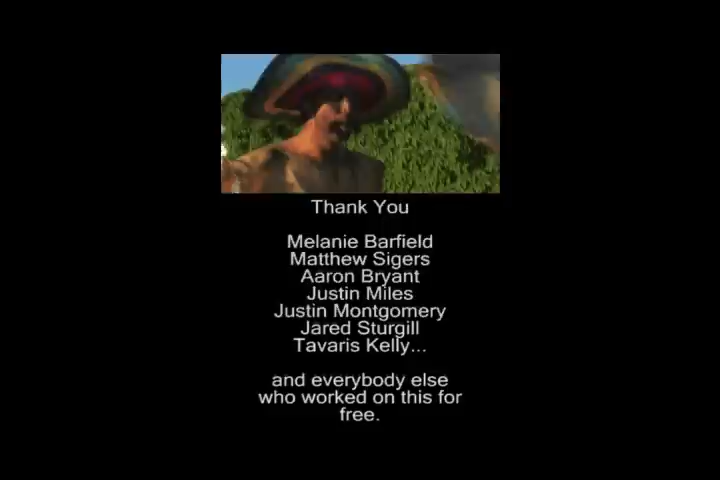 Thank You
Melanie Barfield
Matthew Sigers
Aaron Bryant
Justin Miles
Justin Montgomery
Jared Sturgill
Tavaris Kelly...
and everybody else
who worked on this for
free.